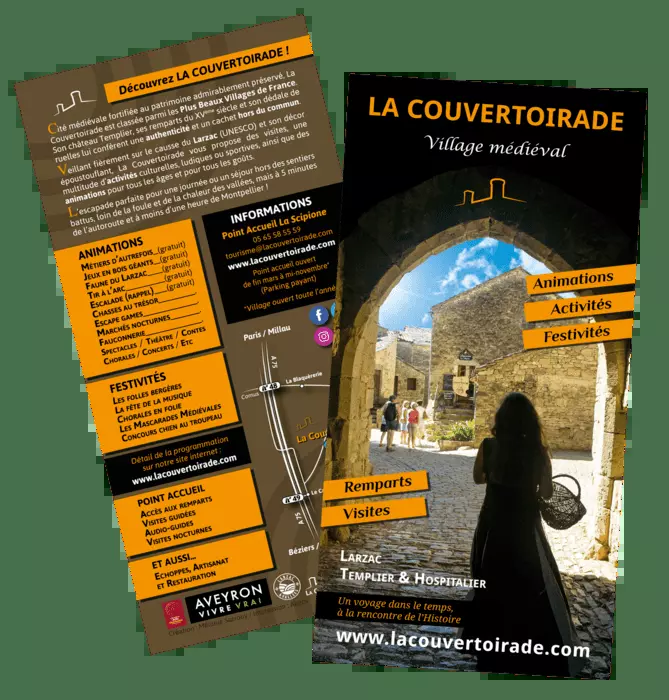 Découvrez LA COUVERTOIRADE !
Cité médiévale fortifiée au patrimoine admirablement préservé, La
Couvertoirade est classée parmi les Plus Beaux Villages de France.
Son château Templier, ses remparts du XVème siècle et son dédale de
ruelles lui confèrent une authenticité et un cachet hors du commun.
Veillant fièrement sur le causse du Larzac (UNESCO) et son décor
époustouflant, La Couvertoirade vous propose des visites, une
multitude d'activités culturelles, ludiques ou sportives, ainsi que des
animations pour tous les âges et pour tous les goûts.
L'escapade parfaite pour une journée ou un séjour hors des sentiers
battus, loin de la foule et de la chaleur des vallées, mais à 5 minutes
de l'autoroute et à moins d'une heure de Montpellier !
ANIMATIONS
Métiers d'autrefois (gratuit)
Jeux en bois géants (gratuit)
Faune du Larzac (gratuit)
Tir à l'arc (gratuit)
Escalade (rappel) (gratuit)
Chasses au trésor
Escape games
Marchés nocturnes
Fauconnerie
Spectacles / Théâtre / Contes
Chorales / Concerts / Etc
FESTIVITÉS
Les folles bergères
La fête de la musique
Chorales en folie
Les Mascarades Médiévales
Concours chien au troupeau
Détail de la programmation
sur notre site internet :
www.lacouvertoirade.com
POINT ACCUEIL
Accès aux remparts
Visites guidées
Audio-guides
Visites nocturnes
ET AUSSI...
Echoppes, Artisanat
et Restauration
AVEYRON
VIVRE VRAI
INFORMATIONS
Point Accueil La Scipione
05 65 58 55 59
tourisme@lacouvertoirade.com
www.lacouvertoirade.com
Point accueil ouvert
de fin mars à mi-novembre*
(Parking payant)
*Village ouvert toute l'année
Paris / Millau
A 75
N° 48
Cornus
La Blaquèrerie
La Cou
N° 49
Le C
A 75
Béziers /
LA COUVERTOIRADE
Village médiéval
Animations
Activités
Festivités
Remparts
Visites
Larzac
Templier & Hospitalier
Un voyage dans le temps,
à la rencontre de l'Histoire
www.lacouvertoirade.com